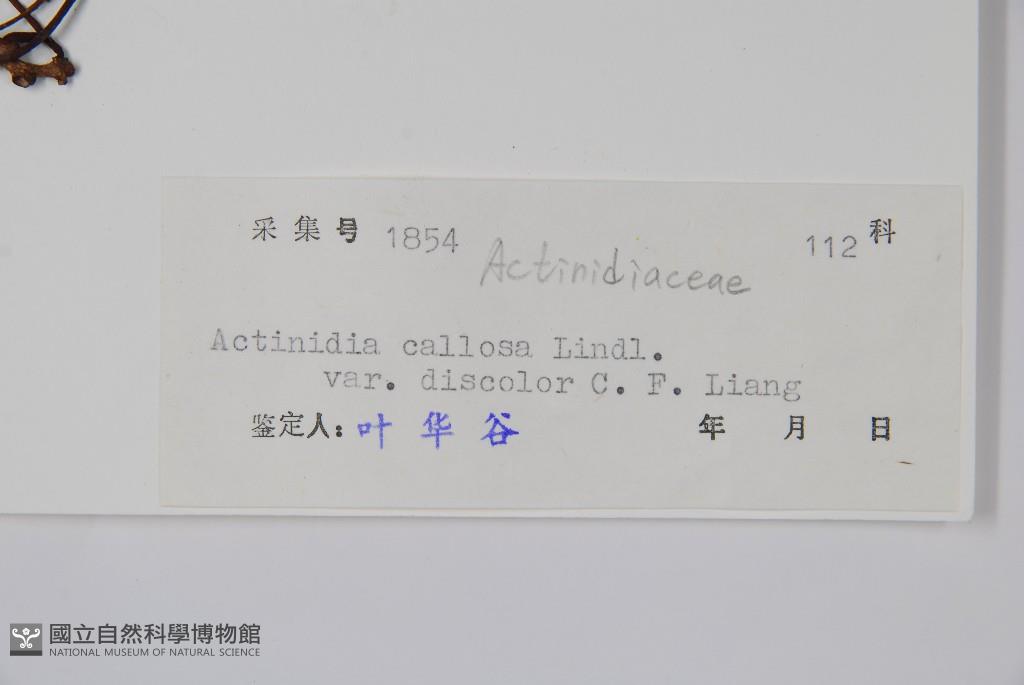 采集号 1854 112 科
Actinidiaceae
Actinidia callosa Lindl.
var. discolor C. F. Liang
鉴定人: 叶华谷 年 月 日
國立自然科學博物館
NATIONAL MUSEUM OF NATURAL SCIENCE